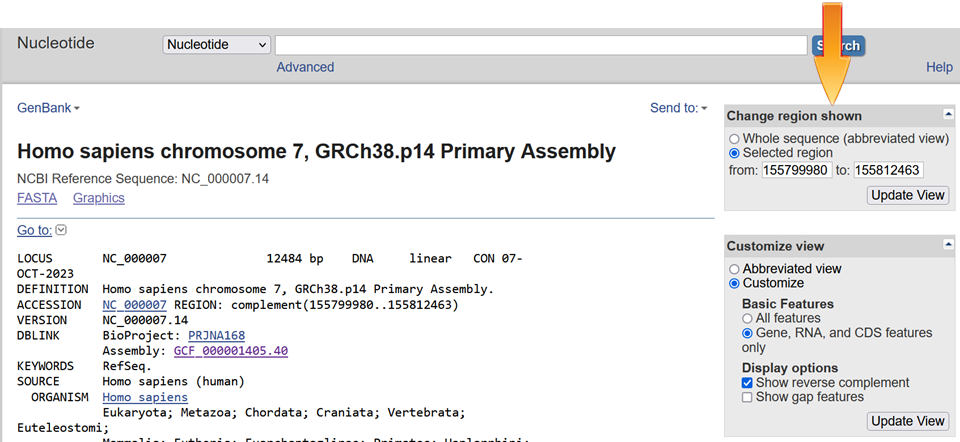 Nucleotide
Nucleotide
Advanced
Help
GenBank
Send to:
Homo sapiens chromosome 7, GRCh38.p14 Primary Assembly
NCBI Reference Sequence: NC_000007.14
FASTA Graphics
Go to:
LOCUS NC_000007 12484 bp DNA linear CON 07-
OCT-2023
DEFINITION Homo sapiens chromosome 7, GRCh38.p14 Primary Assembly.
ACCESSION NC_000007 REGION: complement(155799980..155812463)
VERSION NC_000007.14
DBLINK BioProject: PRJNA168
Assembly: GCF_000001405.40
KEYWORDS RefSeq.
SOURCE Homo sapiens (human)
ORGANISM Homo sapiens
Eukaryota; Metazoa; Chordata; Craniata; Vertebrata;
Euteleostomi;
Change region shown
Whole sequence (abbreviated view)
Selected region
from: 155799980 to: 155812463
Update View
Customize view
Abbreviated view
Customize
Basic Features
All features
Gene, RNA, and CDS features
only
Display options
Show reverse complement
Show gap features
Update View